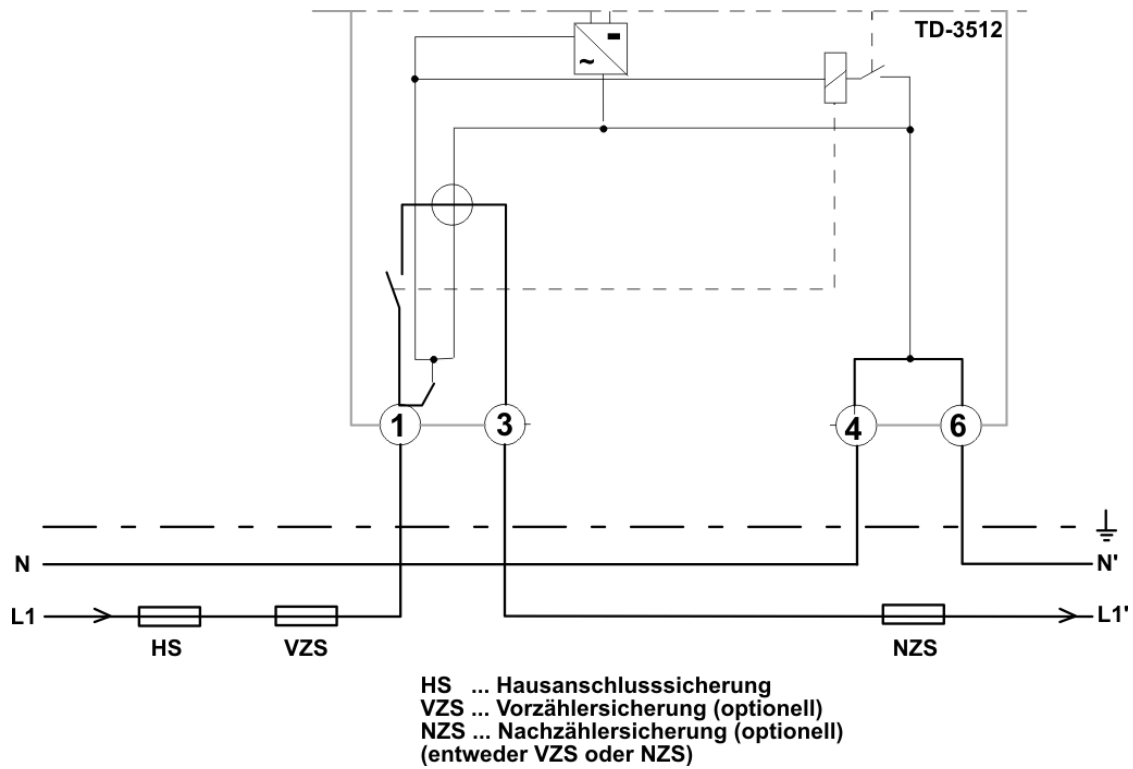 TD-3512
~
1
3
4
6
N
N'
L1
L1'
HS
VZS
NZS
HS ... Hausanschlusssicherung
VZS ... Vorzählersicherung (optionell)
NZS ... Nachzählersicherung (optionell)
(entweder VZS oder NZS)